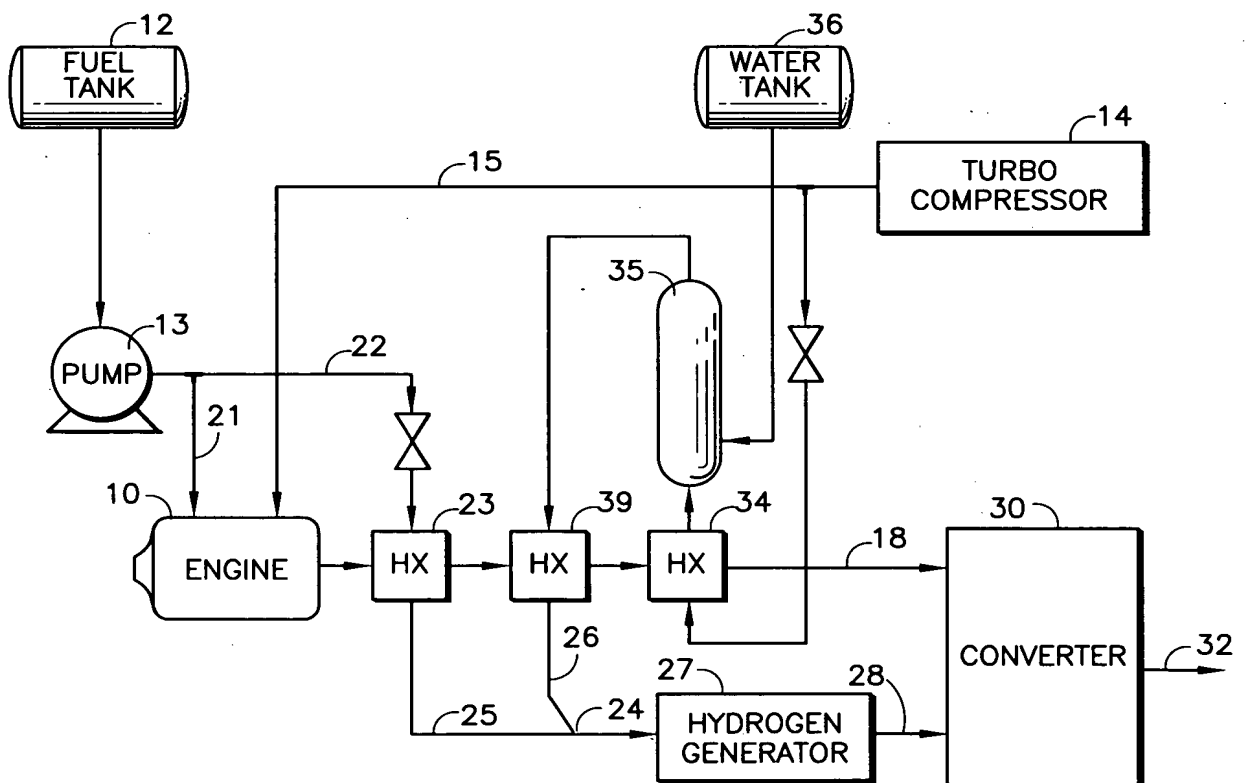 12
36
FUEL
TANK
WATER
TANK
14
15
TURBO
COMPRESSOR
35
13
22
PUMP
21
10
23
39
34
30
18
ENGINE
HX
HX
HX
26
CONVERTER
32
27
28
25
24
HYDROGEN
GENERATOR